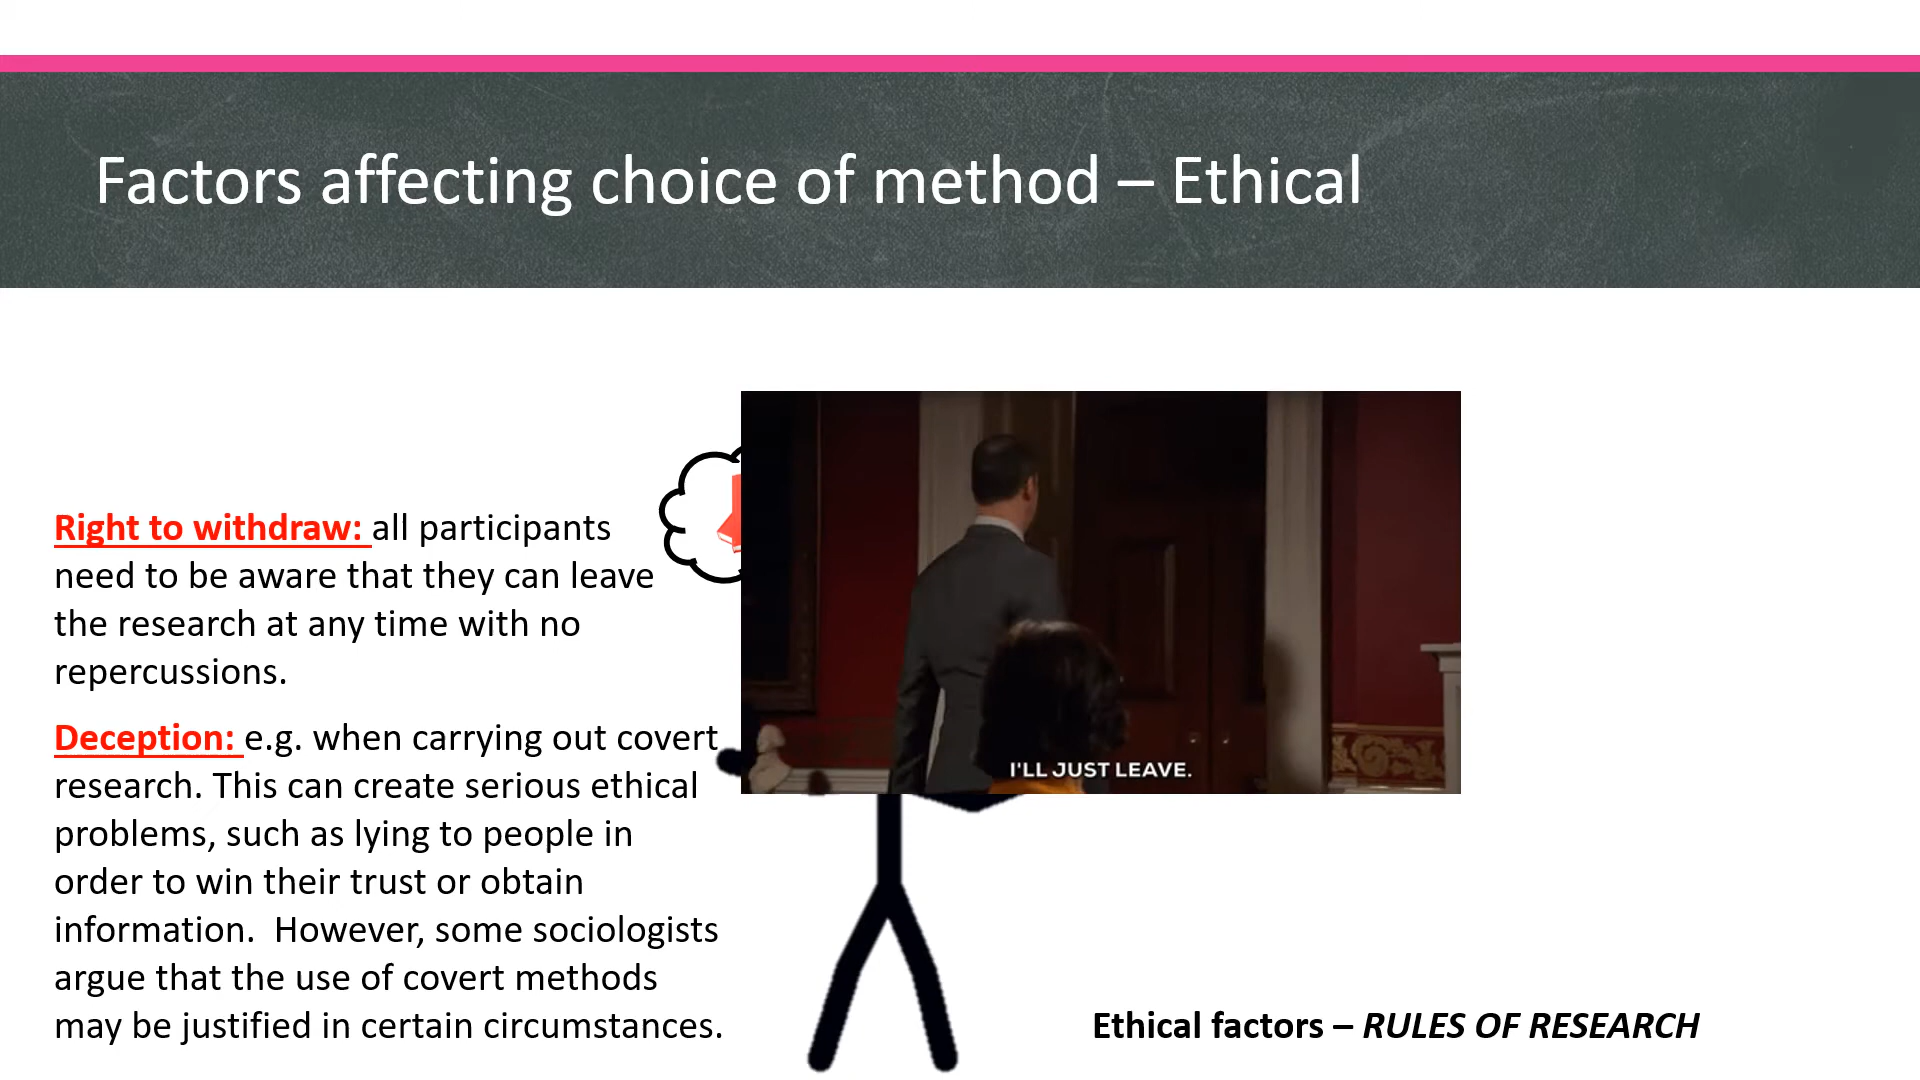 Factors affecting choice of method – Ethical
Right to withdraw: all participants
need to be aware that they can leave
the research at any time with no
repercussions.
Deception: e.g. when carrying out covert
research. This can create serious ethical
problems, such as lying to people in
order to win their trust or obtain
information.  However, some sociologists
argue that the use of covert methods
may be justified in certain circumstances.
I'LL JUST LEAVE.
Ethical factors – RULES OF RESEARCH